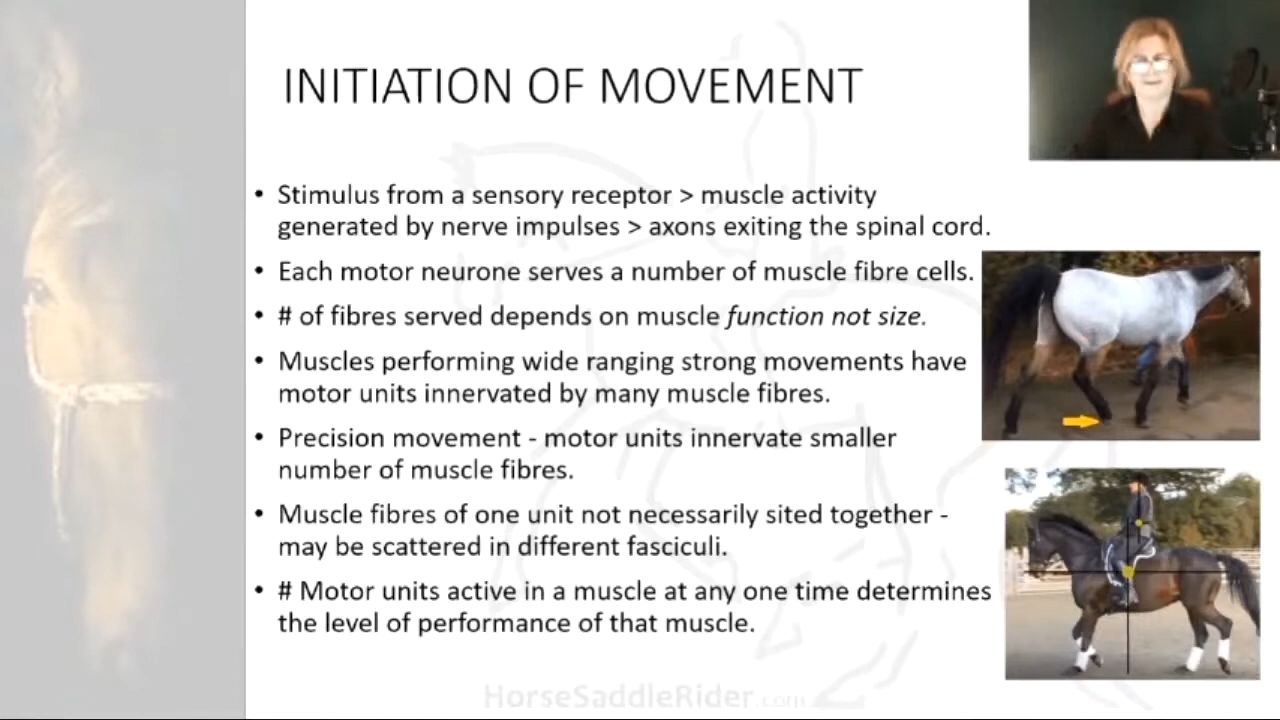 INITIATION OF MOVEMENT
• Stimulus from a sensory receptor > muscle activity
generated by nerve impulses > axons exiting the spinal cord.
• Each motor neurone serves a number of muscle fibre cells.
• # of fibres served depends on muscle function not size.
• Muscles performing wide ranging strong movements have
motor units innervated by many muscle fibres.
• Precision movement - motor units innervate smaller
number of muscle fibres.
• Muscle fibres of one unit not necessarily sited together -
may be scattered in different fasciculi.
• # Motor units active in a muscle at any one time determines
the level of performance of that muscle.
HorseSaddleRider.com